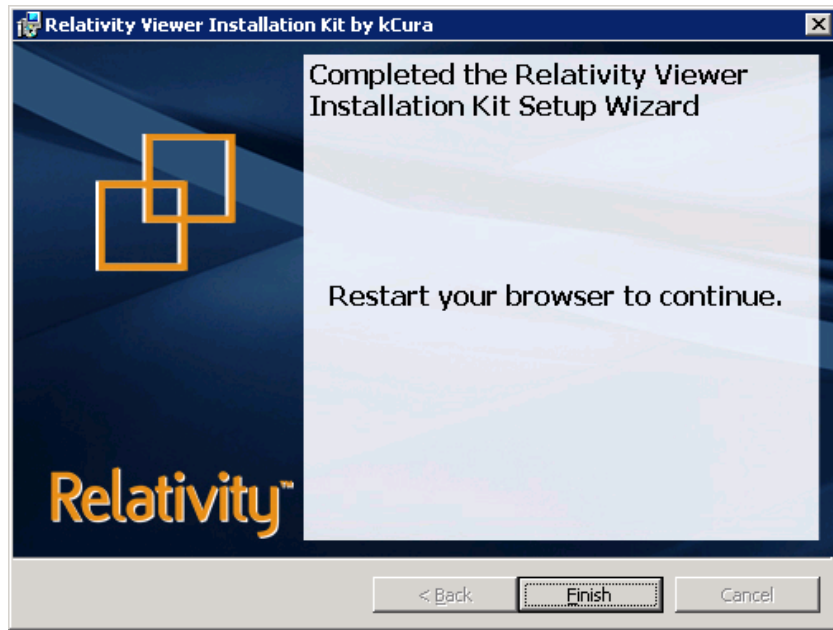 Relativity Viewer Installation Kit by kCura
Completed the Relativity Viewer
Installation Kit Setup Wizard
Restart your browser to continue.
Relativity™
< Back
Finish
Cancel